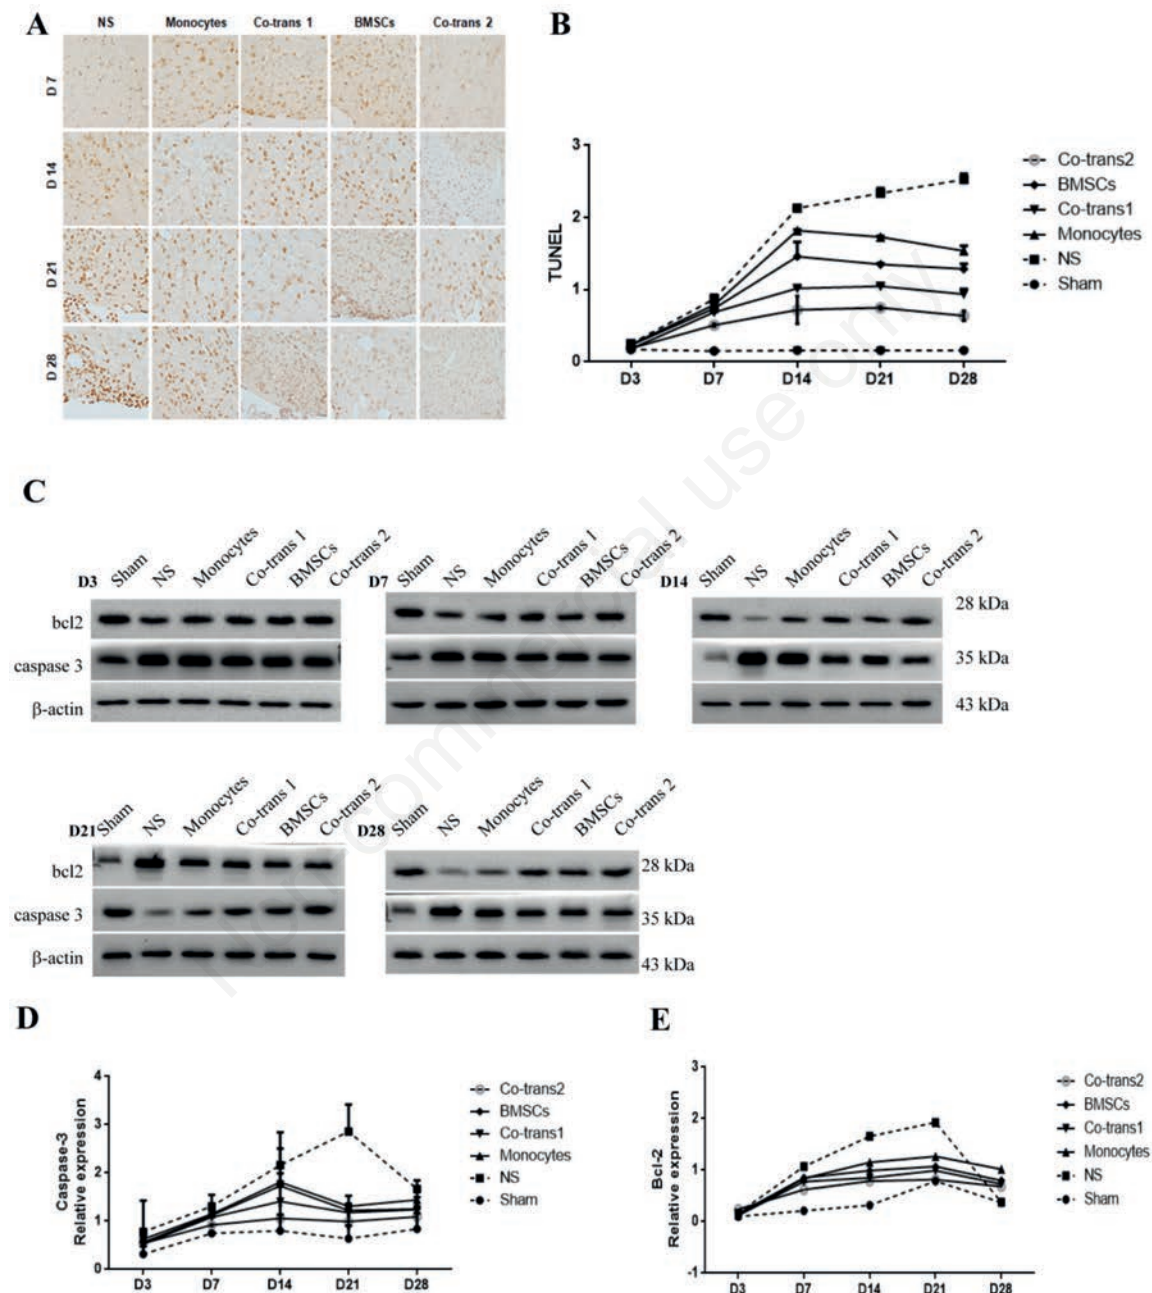 A
NS Monocytes Co-trans 1 BMSCs Co-trans 2
D 7
D 14
D 21
D 28
B
3
2
1
0
TUNEL
D3 D7 D14 D21 D28
Co-trans2
BMSCs
Co-trans1
Monocytes
NS
Sham
C
D3 Sham NS Monocytes Co-trans 1 BMSCs Co-trans 2
D7 Sham NS Monocytes Co-trans 1 BMSCs Co-trans 2
D14 Sham NS Monocytes Co-trans 1 BMSCs Co-trans 2
bcl2 28 kDa
caspase 3 35 kDa
β-actin 43 kDa
D21 Sham NS Monocytes Co-trans 1 BMSCs Co-trans 2
D28 Sham NS Monocytes Co-trans 1 BMSCs Co-trans 2
bcl2 28 kDa
caspase 3 35 kDa
β-actin 43 kDa
D
4
3
2
1
0
Caspase-3
Relative expression
D3 D7 D14 D21 D28
Co-trans2
BMSCs
Co-trans1
Monocytes
NS
Sham
E
3
2
1
0
-1
Bcl-2
Relative expression
D3 D7 D14 D21 D28
Co-trans2
BMSCs
Co-trans1
Monocytes
NS
Sham
Non commercial use only